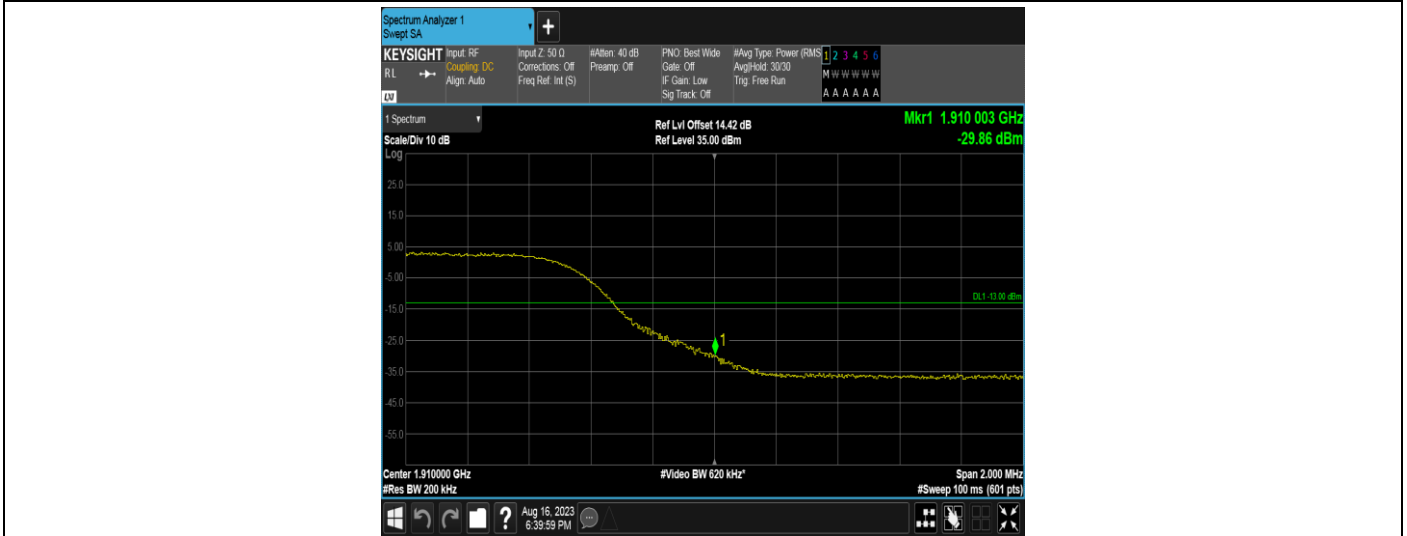 Spectrum Analyzer 1
Swept SA
+
KEYSIGHT
RL
LXI
Input: RF
Coupling: DC
Align: Auto
Input Z: 50 Ω
Corrections: Off
Freq Ref: Int (S)
#Atten: 40 dB
Preamp: Off
PNO: Best Wide
Gate: Off
IF Gain: Low
Sig Track: Off
#Avg Type: Power (RMS
Avg|Hold: 30/30
Trig: Free Run
1 2 3 4 5 6
M W W W W W
A A A A A A
1 Spectrum
Scale/Div 10 dB
Ref Lvl Offset 14.42 dB
Ref Level 35.00 dBm
Mkr1 1.910 003 GHz
-29.86 dBm
Log
25.0
15.0
5.00
-5.00
DL1 -13.00 dBm
-15.0
1
-25.0
-35.0
-45.0
-55.0
Center 1.910000 GHz
#Res BW 200 kHz
#Video BW 620 kHz*
Span 2.000 MHz
#Sweep 100 ms (601 pts)
?
Aug 16, 2023
6:39:59 PM